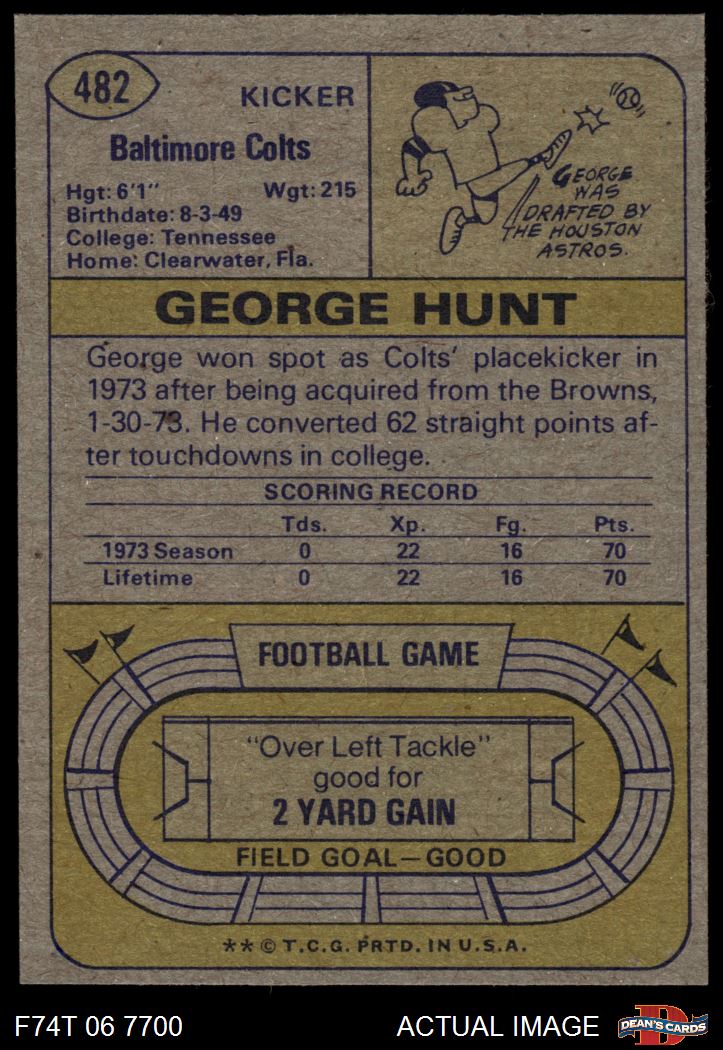 482
KICKER
Baltimore Colts
Hgt: 6'1" Wgt: 215
Birthdate: 8-3-49
College: Tennessee
Home: Clearwater, Fla.
GEORGE
WAS
DRAFTED BY
THE HOUSTON
ASTROS.
GEORGE HUNT
George won spot as Colts' placekicker in
1973 after being acquired from the Browns,
1-30-73. He converted 62 straight points af-
ter touchdowns in college.
SCORING RECORD
Tds. Xp. Fg. Pts.
1973 Season 0 22 16 70
Lifetime 0 22 16 70
FOOTBALL GAME
"Over Left Tackle"
good for
2 YARD GAIN
FIELD GOAL—GOOD
** © T.C.G. PRTD. IN U.S.A.
F74T 06 7700 ACTUAL IMAGE
D
DEAN'S CARDS